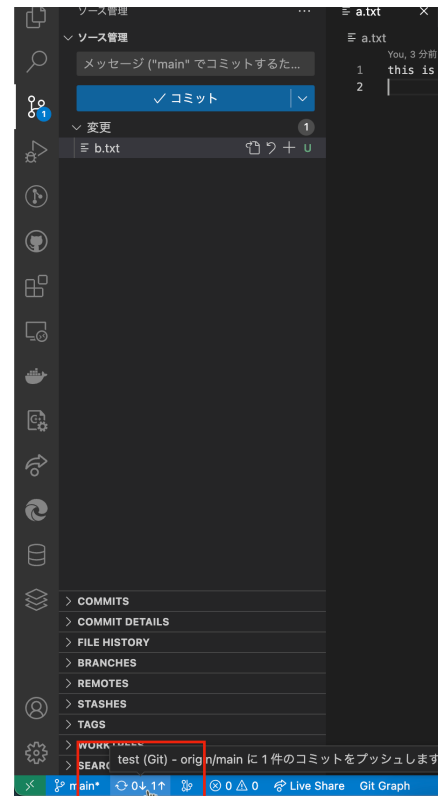 ソース管理 ...
a.txt ×
ソース管理
a.txt
メッセージ ("main" でコミットするた...
You, 3 分前
1 this is
2
✓ コミット
変更 1
b.txt U
1
COMMITS
COMMIT DETAILS
FILE HISTORY
BRANCHES
REMOTES
STASHES
TAGS
WORKTREES
SEARC
test (Git) - origin/main に 1 件のコミットをプッシュします
main* 0↓ 1↑ 0 0 Live Share Git Graph